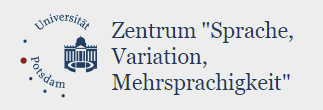 Universität
Potsdam
Zentrum "Sprache,
Variation,
Mehrsprachigkeit"